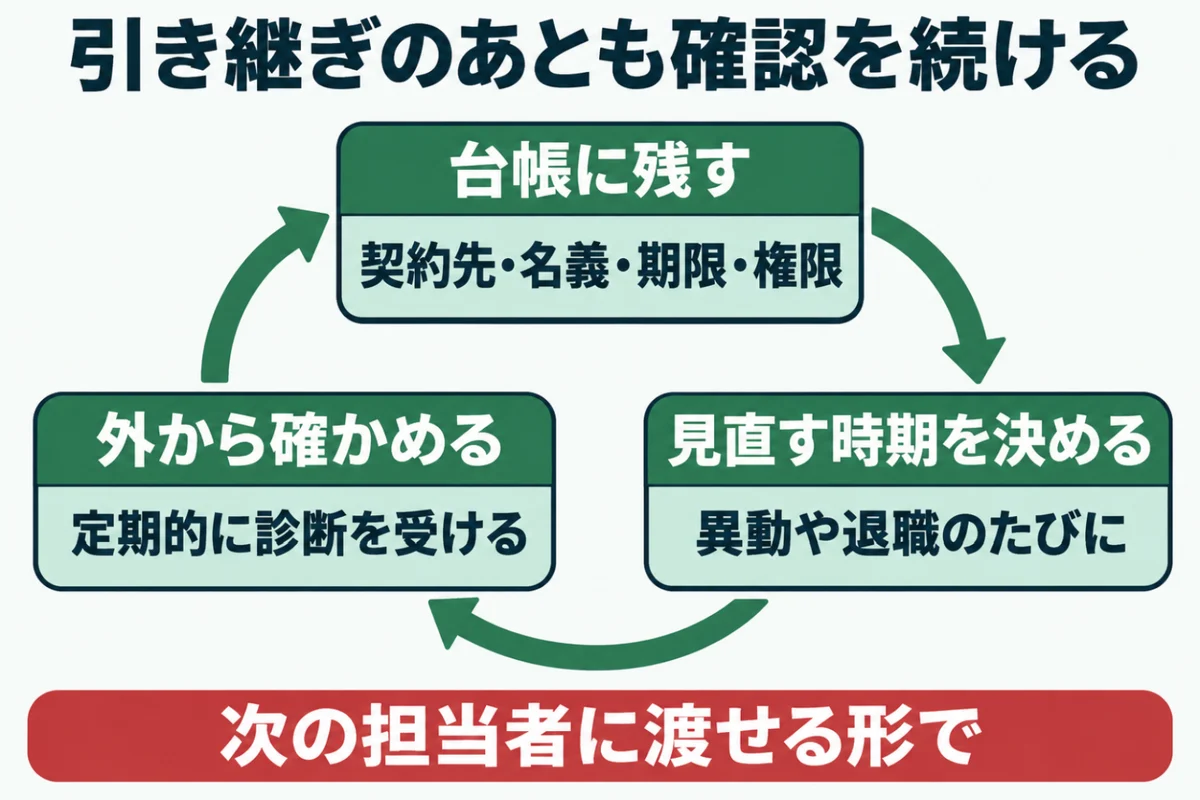 引き継ぎのあとも確認を続ける
台帳に残す
契約先・名義・期限・権限
外から確かめる
定期的に診断を受ける
見直す時期を決める
異動や退職のたびに
次の担当者に渡せる形で